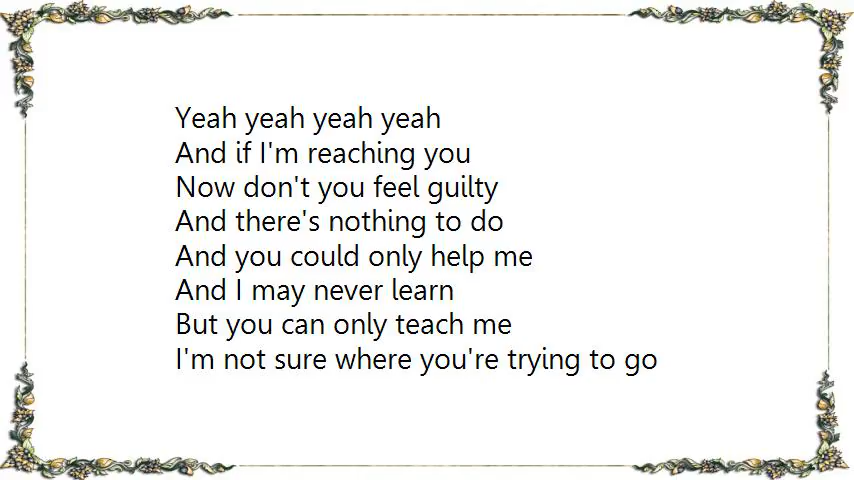 Yeah yeah yeah yeah
And if I'm reaching you
Now don't you feel guilty
And there's nothing to do
And you could only help me
And I may never learn
But you can only teach me
I'm not sure where you're trying to go